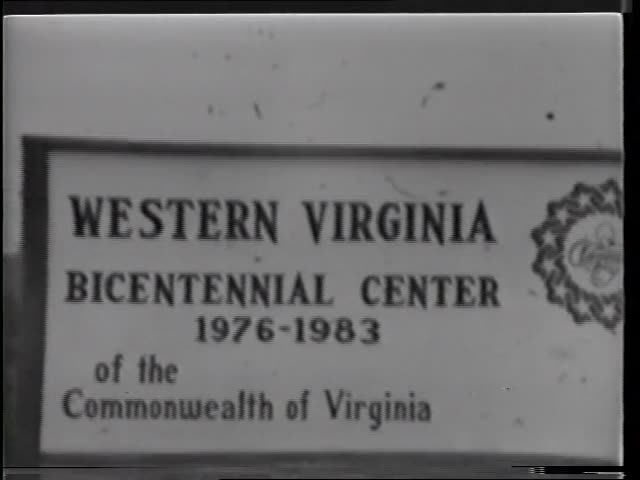 WESTERN VIRGINIA
BICENTENNIAL CENTER
1976-1983
of the
Commonwealth of Virginia